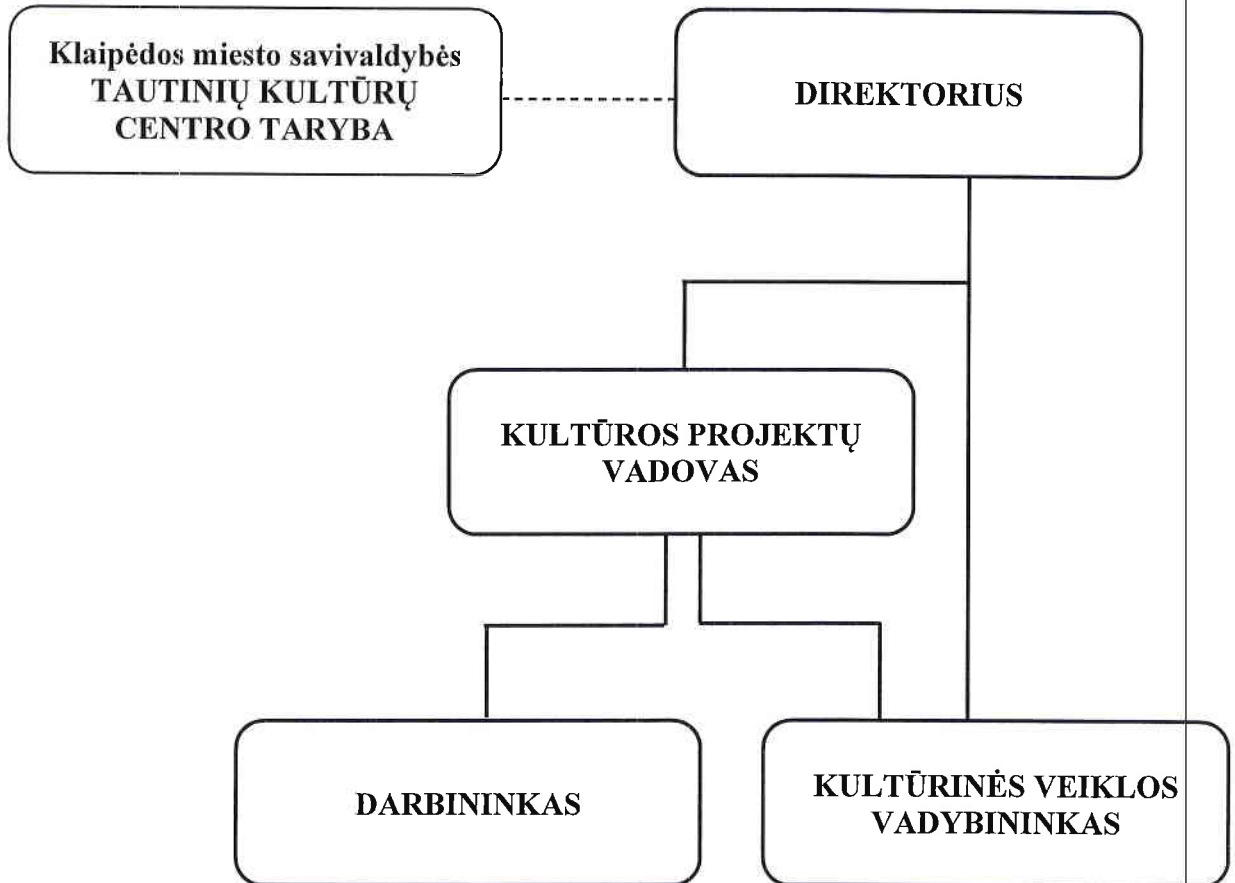 Klaipėdos miesto savivaldybės
TAUTINIŲ KULTŪRŲ
CENTRO TARYBA
DIREKTORIUS
KULTŪROS PROJEKTŲ
VADOVAS
DARBININKAS
KULTŪRINĖS VEIKLOS
VADYBININKAS